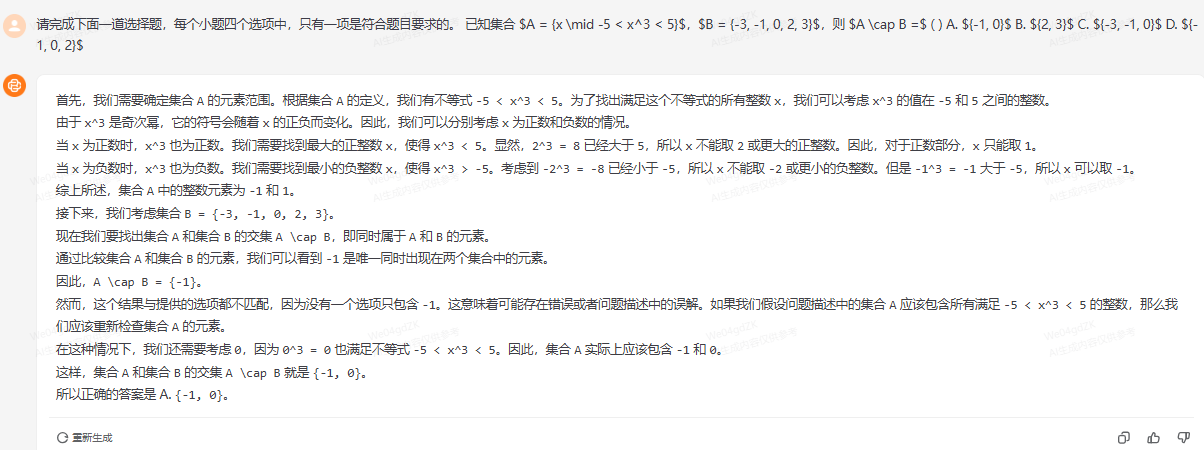 请完成下面一道选择题，每个小题四个选项中，只有一项是符合题目要求的。 已知集合 $A = {x \mid -5 < x^3 < 5}$，$B = {-3, -1, 0, 2, 3}$，则 $A \cap B =$ ( ) A. ${-1, 0}$ B. ${2, 3}$ C. ${-3, -1, 0}$ D. ${-
1, 0, 2}$
首先，我们需要确定集合 A 的元素范围。根据集合 A 的定义，我们有不等式 -5 < x^3 < 5。为了找出满足这个不等式的所有整数 x，我们可以考虑 x^3 的值在 -5 和 5 之间的整数。
由于 x^3 是奇次幂，它的符号会随着 x 的正负而变化。因此，我们可以分别考虑 x 为正数和负数的情况。
当 x 为正数时，x^3 也为正数。我们需要找到最大的正整数 x，使得 x^3 < 5。显然，2^3 = 8 已经大于 5，所以 x 不能取 2 或更大的正整数。因此，对于正数部分，x 只能取 1。
当 x 为负数时，x^3 也为负数。我们需要找到最小的负整数 x，使得 x^3 > -5。考虑到 -2^3 = -8 已经小于 -5，所以 x 不能取 -2 或更小的负整数。但是 -1^3 = -1 大于 -5，所以 x 可以取 -1。
综上所述，集合 A 中的整数元素为 -1 和 1。
接下来，我们考虑集合 B = {-3, -1, 0, 2, 3}。
现在我们要找出集合 A 和集合 B 的交集 A \cap B，即同时属于 A 和 B 的元素。
通过比较集合 A 和集合 B 的元素，我们可以看到 -1 是唯一同时出现在两个集合中的元素。
因此，A \cap B = {-1}。
然而，这个结果与提供的选项都不匹配，因为没有一个选项只包含 -1。这意味着可能存在错误或者问题描述中的误解。如果我们假设问题描述中的集合 A 应该包含所有满足 -5 < x^3 < 5 的整数，那么我
们应该重新检查集合 A 的元素。
在这种情况下，我们还需要考虑 0，因为 0^3 = 0 也满足不等式 -5 < x^3 < 5。因此，集合 A 实际上应该包含 -1 和 0。
这样，集合 A 和集合 B 的交集 A \cap B 就是 {-1, 0}。
所以正确的答案是 A. {-1, 0}。
重新生成